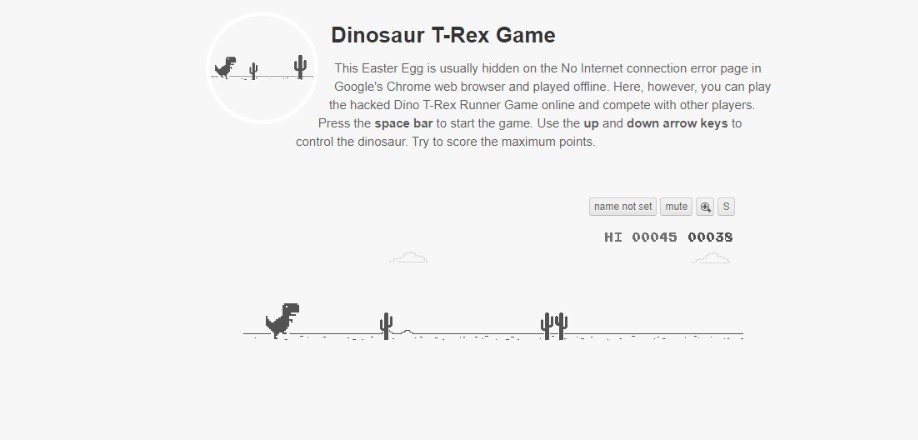 Dinosaur T-Rex Game
This Easter Egg is usually hidden on the No Internet connection error page in
Google's Chrome web browser and played offline. Here, however, you can play
the hacked Dino T-Rex Runner Game online and compete with other players.
Press the space bar to start the game. Use the up and down arrow keys to
control the dinosaur. Try to score the maximum points.
name not set mute S
HI 00045 00038